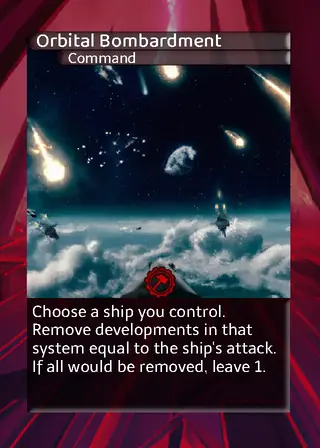 Orbital Bombardment
Command
Choose a ship you control.
Remove developments in that
system equal to the ship's attack.
If all would be removed, leave 1.